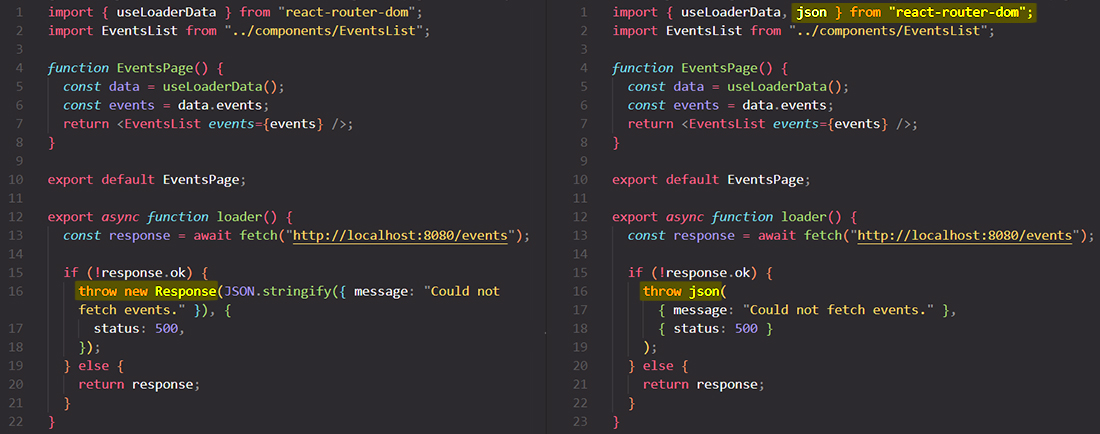 1 import { useLoaderData } from "react-router-dom";
2 import EventsList from "../components/EventsList";
3
4 function EventsPage() {
5 const data = useLoaderData();
6 const events = data.events;
7 return <EventsList events={events} />;
8 }
9
10 export default EventsPage;
11
12 export async function loader() {
13 const response = await fetch("http://localhost:8080/events");
14
15 if (!response.ok) {
16 throw new Response(JSON.stringify({ message: "Could not
fetch events." }), {
17 status: 500,
18 });
19 } else {
20 return response;
21 }
22 }
1 import { useLoaderData, json } from "react-router-dom";
2 import EventsList from "../components/EventsList";
3
4 function EventsPage() {
5 const data = useLoaderData();
6 const events = data.events;
7 return <EventsList events={events} />;
8 }
9
10 export default EventsPage;
11
12 export async function loader() {
13 const response = await fetch("http://localhost:8080/events");
14
15 if (!response.ok) {
16 throw json(
17 { message: "Could not fetch events." },
18 { status: 500 }
19 );
20 } else {
21 return response;
22 }
23 }